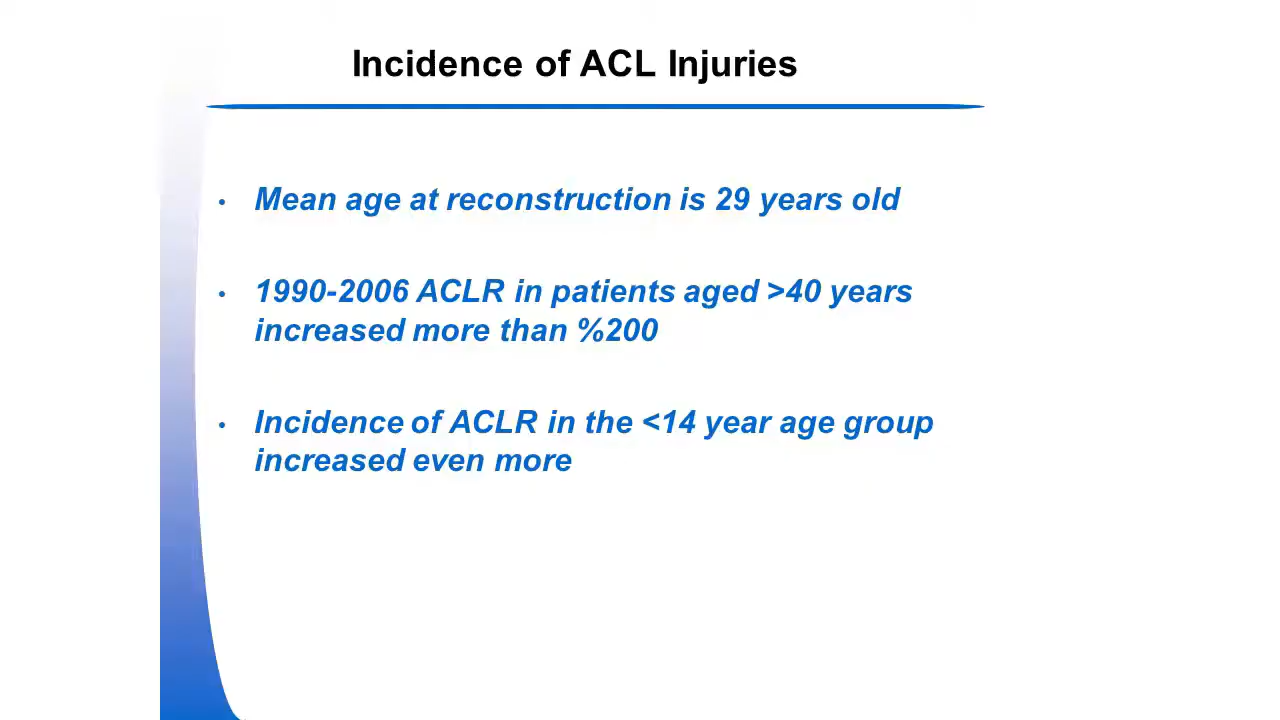 Incidence of ACL Injuries
• Mean age at reconstruction is 29 years old
• 1990-2006 ACLR in patients aged >40 years
increased more than %200
• Incidence of ACLR in the <14 year age group
increased even more